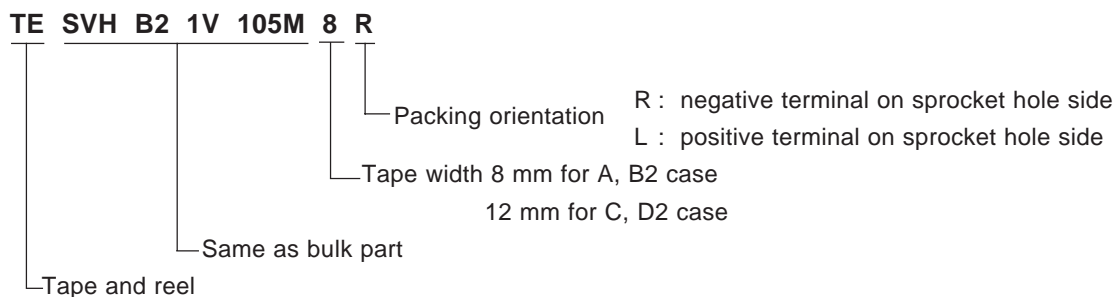 TE SVH B2 1V 105M 8 R
Packing orientation
R : negative terminal on sprocket hole side
L : positive terminal on sprocket hole side
Tape width 8 mm for A, B2 case
12 mm for C, D2 case
Same as bulk part
Tape and reel